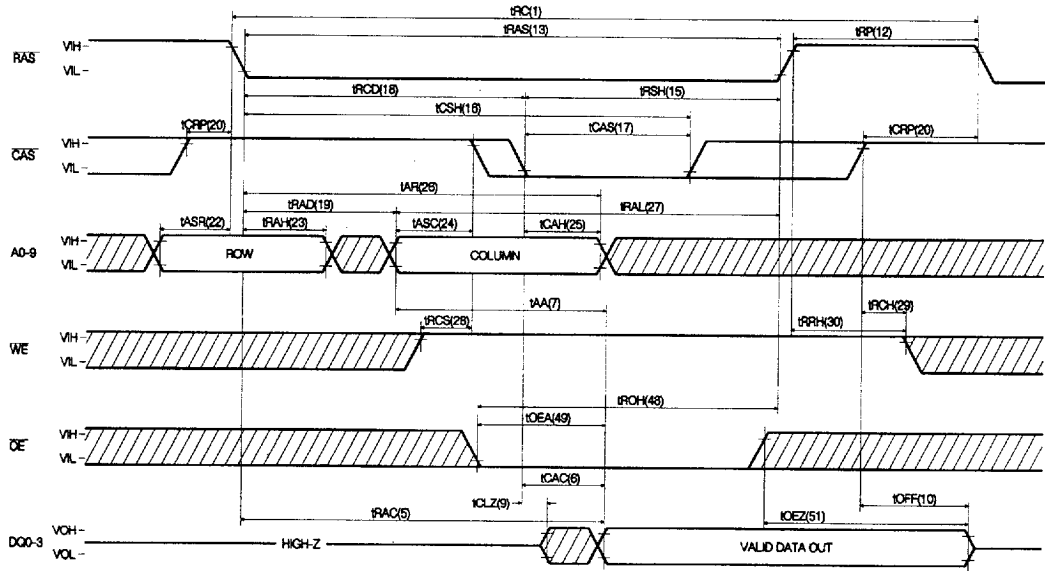 tRC(1)
tRAS(13)
tRP(12)
RAS
VIH
VIL
tRCD(18)
tRSH(15)
tCSH(16)
tCRP(20)
tCAS(17)
tCRP(20)
CAS
VIH
VIL
tAR(26)
tRAD(19)
tRAL(27)
tASR(22)
tRAH(23)
tASC(24)
tCAH(25)
A0-9
VIH
VIL
ROW
COLUMN
tAA(7)
tRCS(28)
tRCH(29)
tRRH(30)
WE
VIH
VIL
tROH(48)
tOEA(49)
OE
VIH
VIL
tCAC(6)
tCLZ(9)
tOFF(10)
tRAC(5)
tOEZ(51)
DQ0-3
VOH
VOL
HIGH-Z
VALID DATA OUT